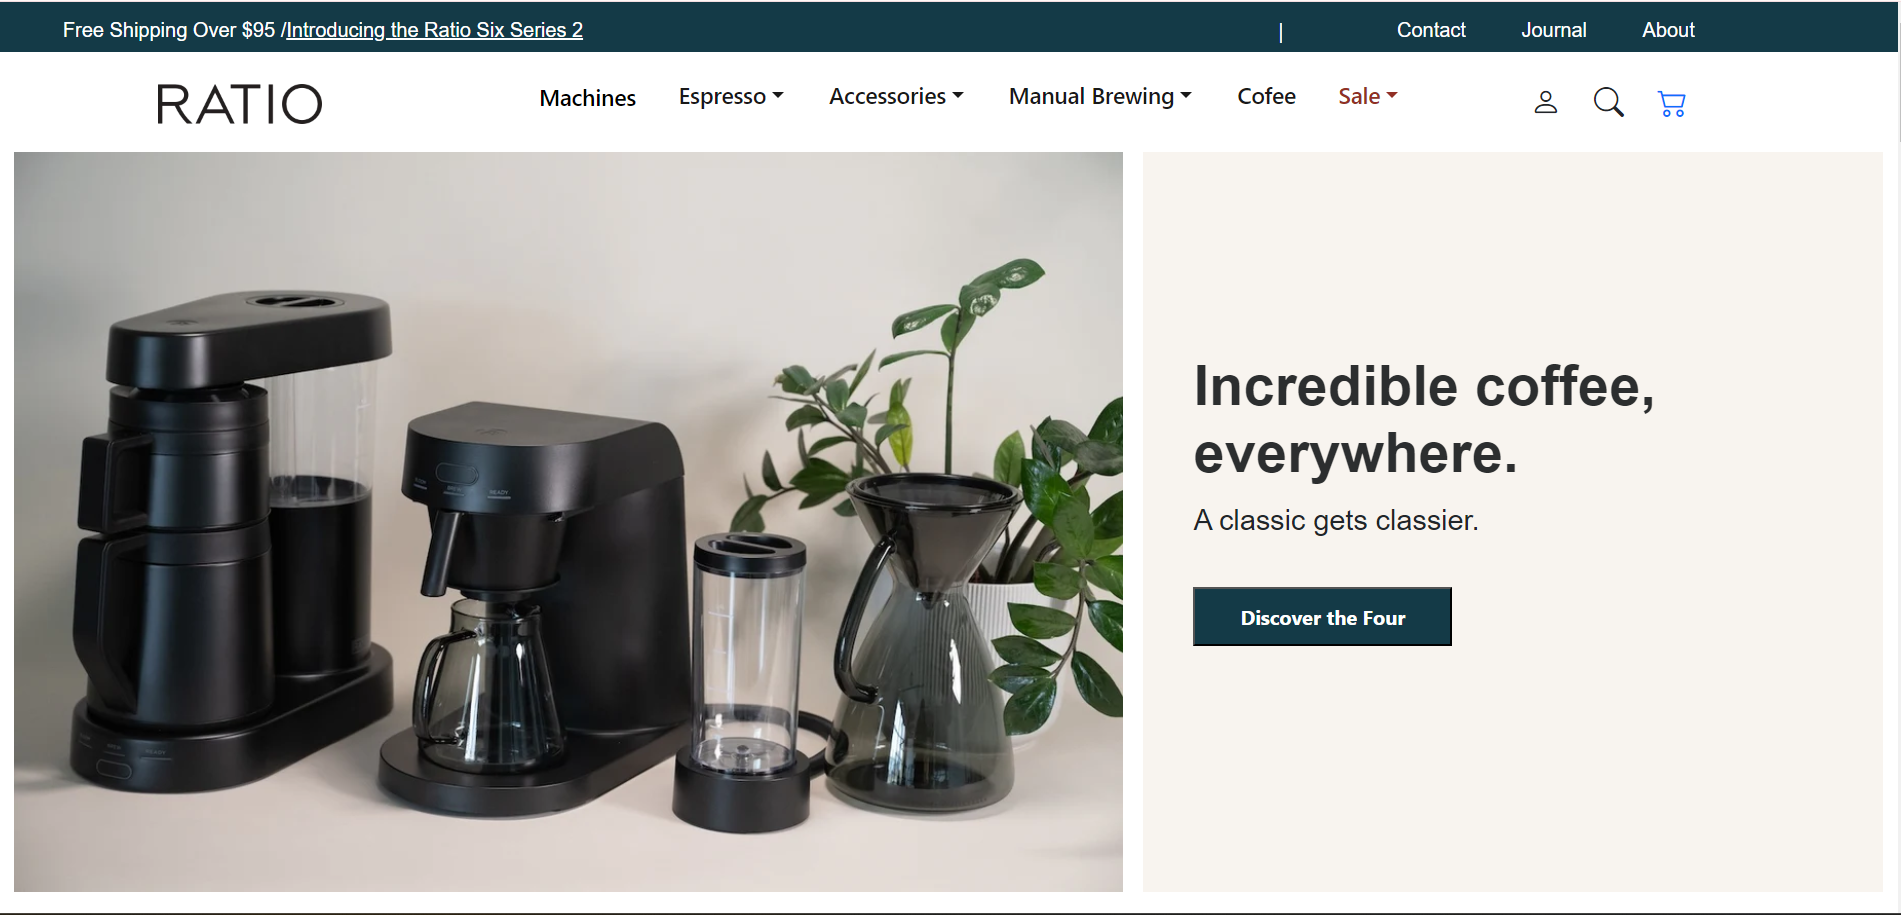 Free Shipping Over $95 /Introducing the Ratio Six Series 2 | Contact Journal About
RATIO Machines Espresso Accessories Manual Brewing Cofee Sale
Incredible coffee,
everywhere.
A classic gets classier.
Discover the Four
READY